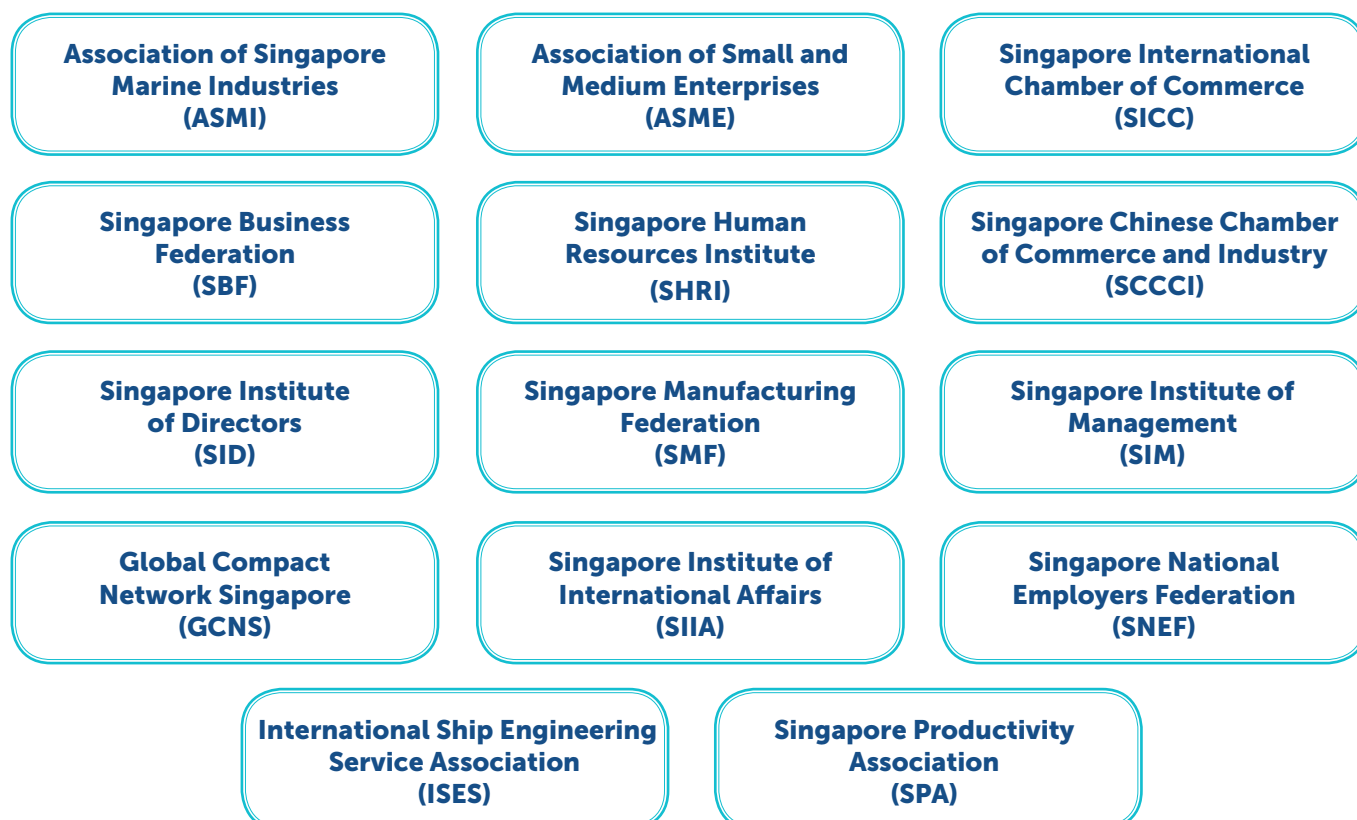 Association of Singapore
Marine Industries
(ASMI)
Association of Small and
Medium Enterprises
(ASME)
Singapore International
Chamber of Commerce
(SICC)
Singapore Business
Federation
(SBF)
Singapore Human
Resources Institute
(SHRI)
Singapore Chinese Chamber
of Commerce and Industry
(SCCCI)
Singapore Institute
of Directors
(SID)
Singapore Manufacturing
Federation
(SMF)
Singapore Institute of
Management
(SIM)
Global Compact
Network Singapore
(GCNS)
Singapore Institute of
International Affairs
(SIIA)
Singapore National
Employers Federation
(SNEF)
International Ship Engineering
Service Association
(ISES)
Singapore Productivity
Association
(SPA)